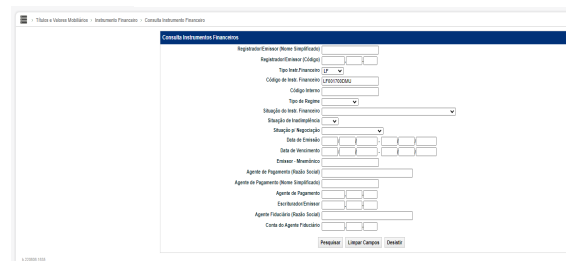 › Títulos e Valores Mobiliários › Instrumento Financeiro › Consulta Instrumento Financeiro
Consulta Instrumentos Financeiros
Registrador/Emissor (Nome Simplificado)
Registrador/Emissor (Código)
Tipo Instr.Financeiro LF
Código de Instr. Financeiro
Código Interno
Tipo de Regime
Situação do Instr. Financeiro
Situação de Inadimplência
Situação p/ Negociação
Data de Emissão
Data de Vencimento
Emissor - Mnemônico
Agente de Pagamento (Razão Social)
Agente de Pagamento (Nome Simplificado)
Agente de Pagamento
Escriturador/Emissor
Agente Fiduciário (Razão Social)
Conta do Agente Fiduciário
Pesquisar Limpar Campos Desistir